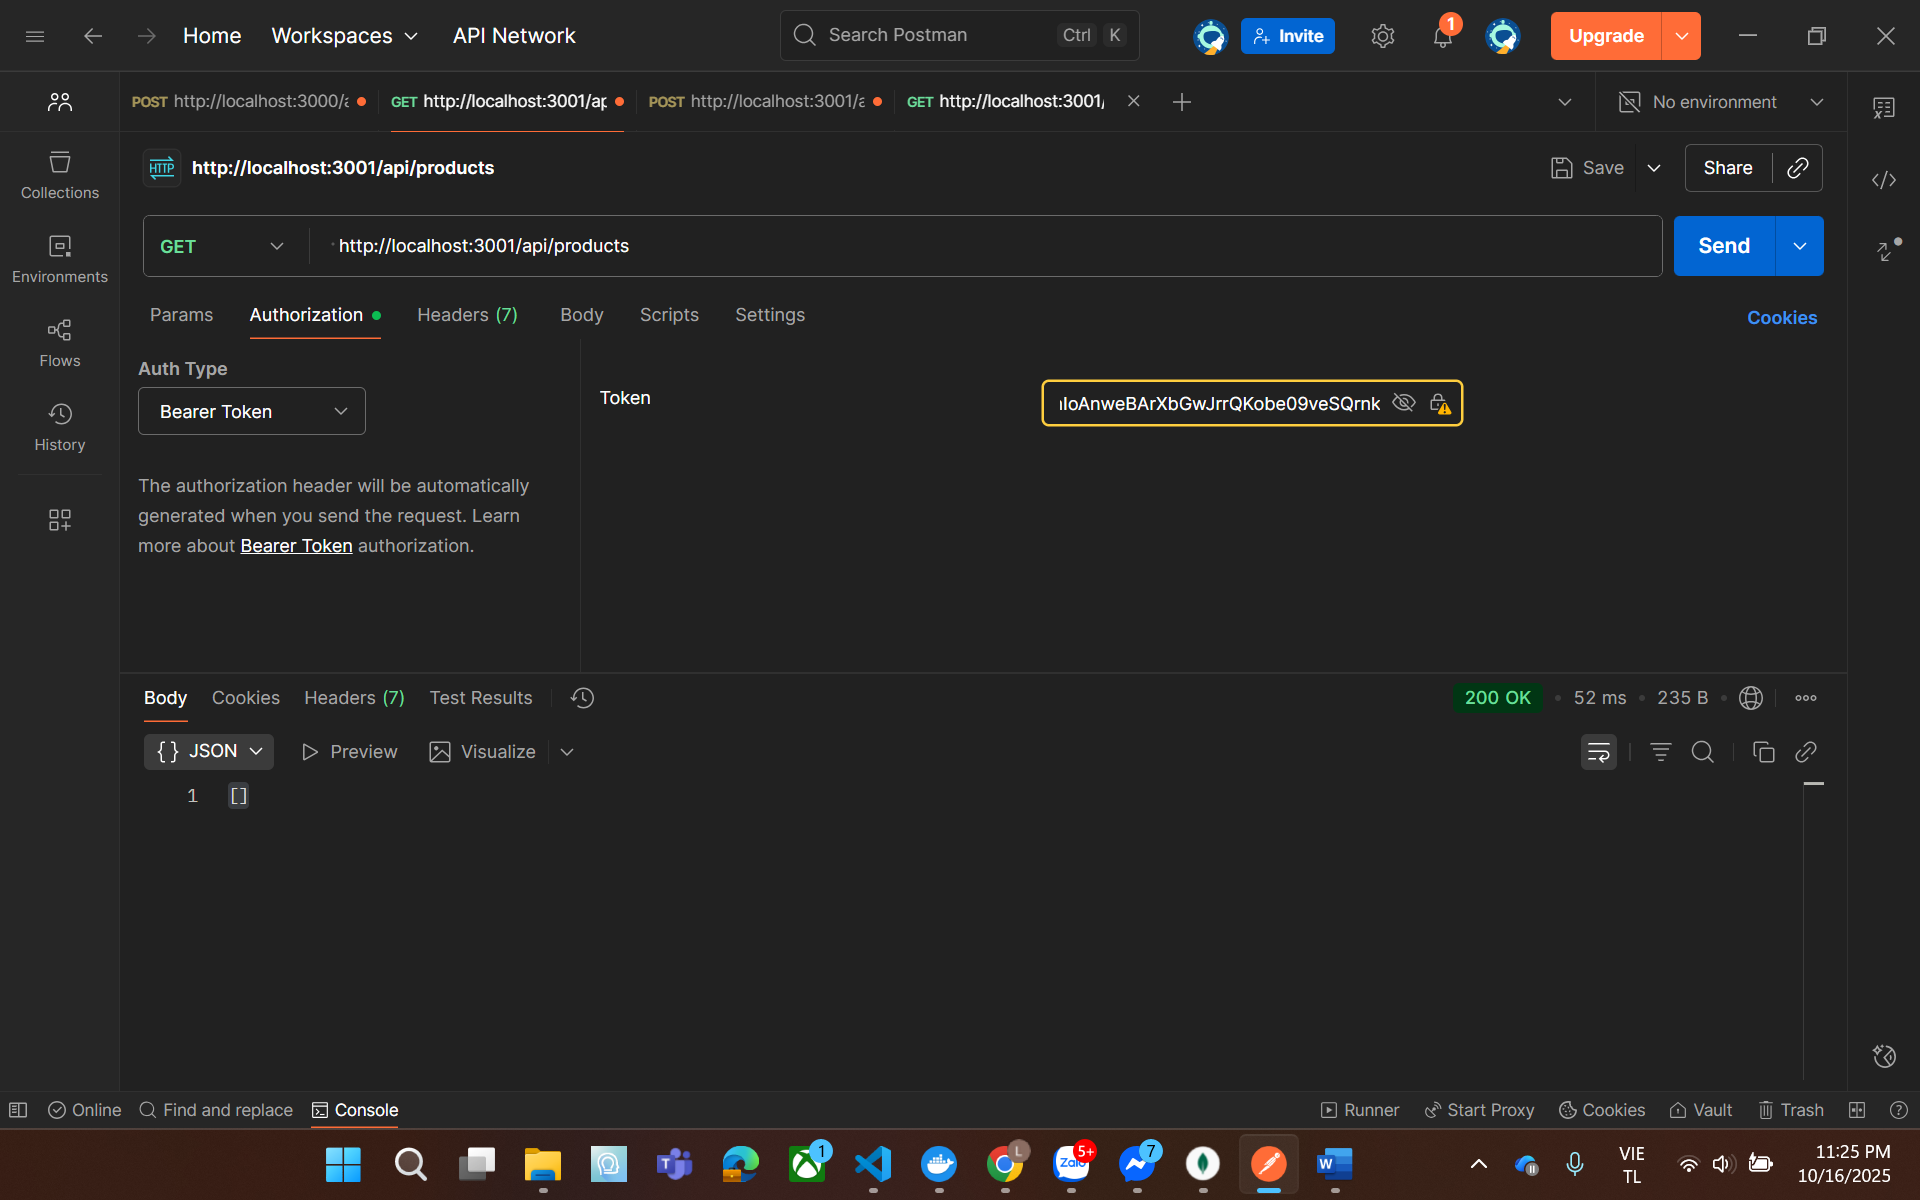 Home Workspaces API Network Search Postman Ctrl K Invite 1 Upgrade
POST http://localhost:3000/a GET http://localhost:3001/ap POST http://localhost:3001/a GET http://localhost:3001/ No environment
HTTP http://localhost:3001/api/products Save Share
GET http://localhost:3001/api/products Send
Params Authorization Headers (7) Body Scripts Settings Cookies
Collections
Environments
Flows
History
Auth Type
Bearer Token
Token
IoAnweBArXbGwJrrQKobe09veSQrnk
The authorization header will be automatically
generated when you send the request. Learn
more about Bearer Token authorization.
Body Cookies Headers (7) Test Results 200 OK • 52 ms • 235 B •
{} JSON Preview Visualize
1 []
Online Find and replace Console Runner Start Proxy Cookies Vault Trash
1 L 5+ Zalo 7 W T
VIE
TL
11:25 PM
10/16/2025